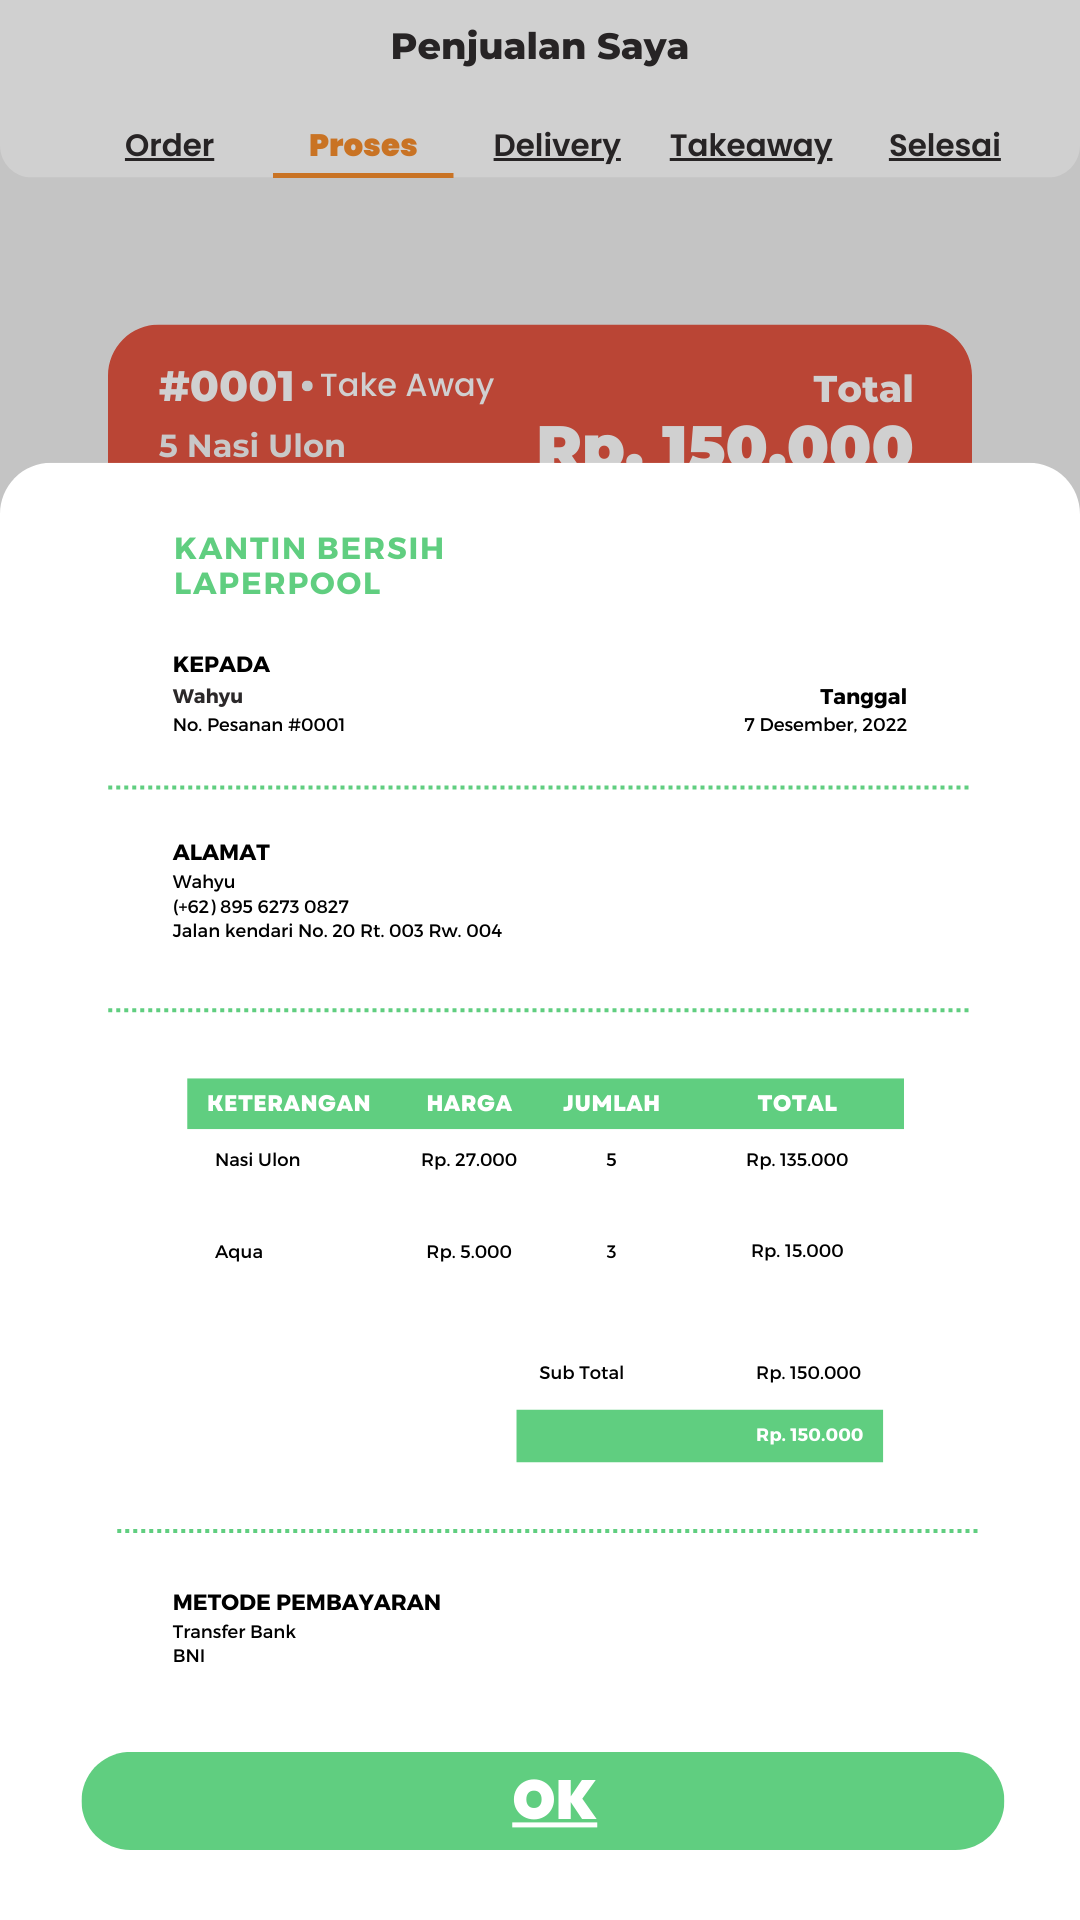 Penjualan Saya
Order Proses Delivery Takeaway Selesai
#0001 • Take Away
Total
5 Nasi Ulon
Rp. 150.000
KANTIN BERSIH
LAPERPOOL
KEPADA
Wahyu
No. Pesanan #0001
Tanggal
7 Desember, 2022
ALAMAT
Wahyu
(+62) 895 6273 0827
Jalan kendari No. 20 Rt. 003 Rw. 004
KETERANGAN HARGA JUMLAH TOTAL
Nasi Ulon Rp. 27.000 5 Rp. 135.000
Aqua Rp. 5.000 3 Rp. 15.000
Sub Total Rp. 150.000
Rp. 150.000
METODE PEMBAYARAN
Transfer Bank
BNI
OK